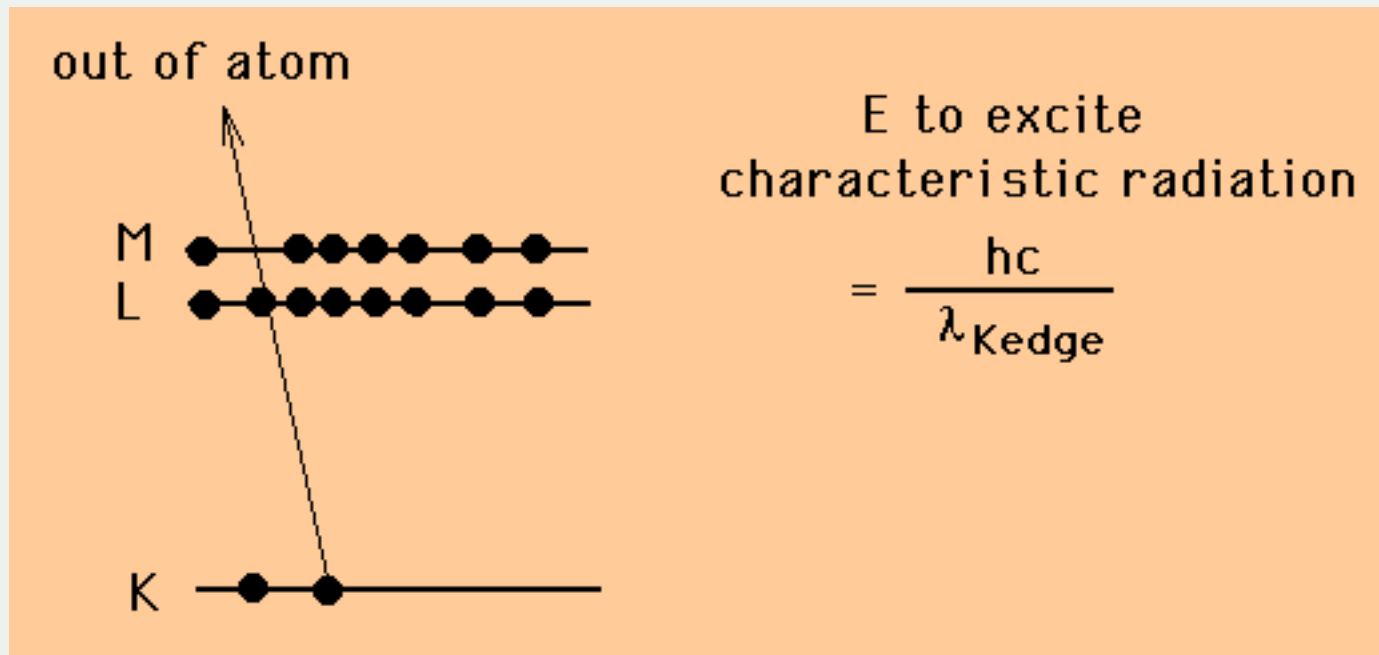 out of atom
E to excite
characteristic radiation
= hc
λKedge
M
L
K